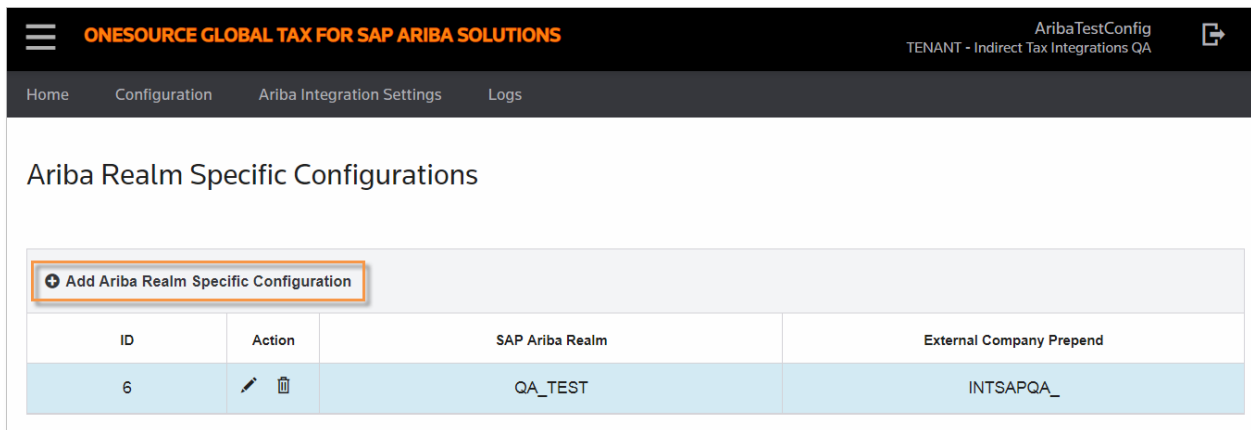 ONESOURCE GLOBAL TAX FOR SAP ARIBA SOLUTIONS
AribaTestConfig
TENANT - Indirect Tax Integrations QA
Home Configuration Ariba Integration Settings Logs
Ariba Realm Specific Configurations
Add Ariba Realm Specific Configuration
ID Action SAP Ariba Realm External Company Prepend
6 QA_TEST INTSAPQA_